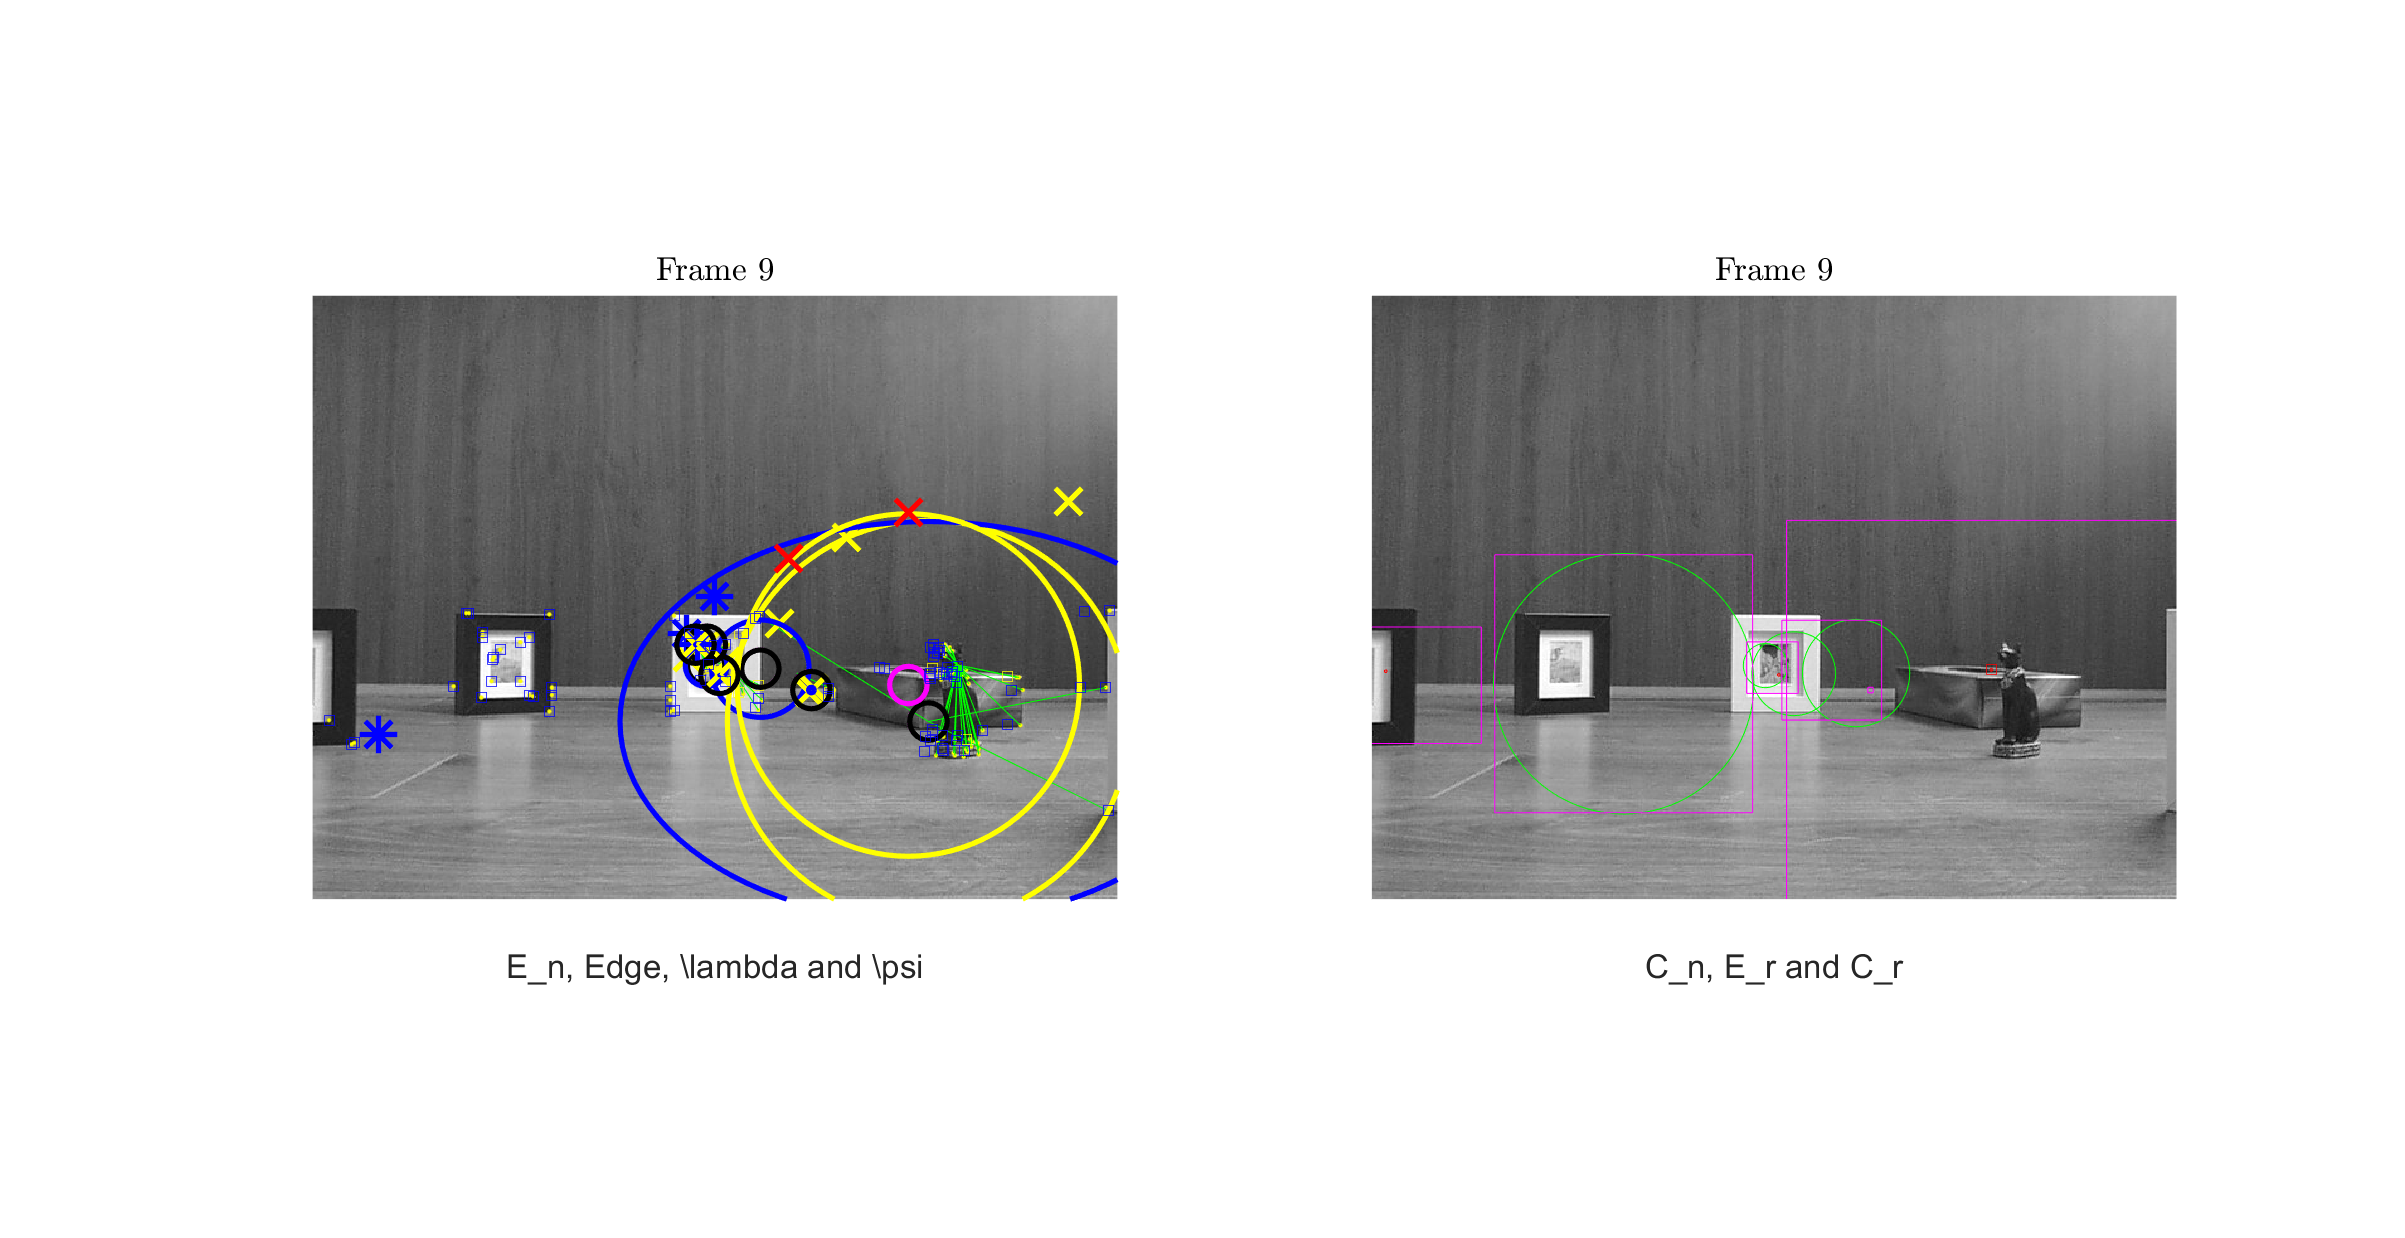 Frame 9
Frame 9
E_n, Edge, \lambda and \psi
C_n, E_r and C_r